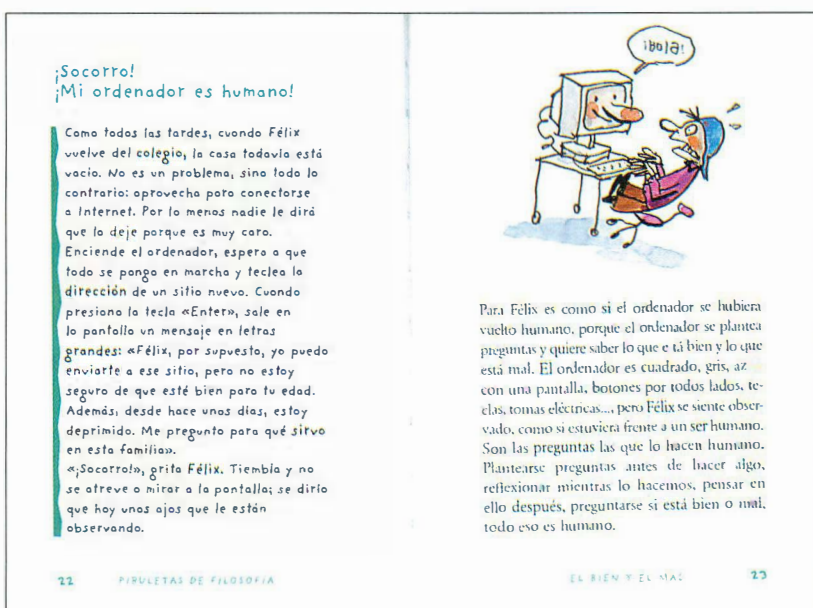 ¡Socorro!
¡Mi ordenador es humano!
Como todas las tardes, cuando Félix
vuelve del colegio, la casa todavía está
vacía. No es un problema, sino todo lo
contrario: aprovecha para conectarse
a Internet. Por lo menos nadie le dirá
que lo deje porque es muy caro.
Enciende el ordenador, espera a que
todo se ponga en marcha y teclea la
dirección de un sitio nuevo. Cuando
presiona la tecla «Enter», sale en
la pantalla un mensaje en letras
grandes: «Félix, por supuesto, yo puedo
enviarte a ese sitio, pero no estoy
seguro de que esté bien para tu edad.
Además, desde hace unos días, estoy
deprimido. Me pregunto para qué sirvo
en esta familia».
«¡Socorro!», grita Félix. Tiembla y no
se atreve a mirar a la pantalla; se diría
que hay unos ojos que le están
observando.
22 PIRULETAS DE FILOSOFÍA
¡Hola!
Para Félix es como si el ordenador se hubiera
vuelto humano, porque el ordenador se plantea
preguntas y quiere saber lo que e tá bien y lo que
está mal. El ordenador es cuadrado, gris, az
con una pantalla, botones por todos lados, te-
clas, tomas eléctricas..., pero Félix se siente obser-
vado, como si estuviera frente a un ser humano.
Son las preguntas las que lo hacen humano.
Plantearse preguntas antes de hacer algo,
reflexionar mientras lo hacemos, pensar en
ello después, preguntarse si está bien o mal,
todo eso es humano.
EL BIEN Y EL MAL 23